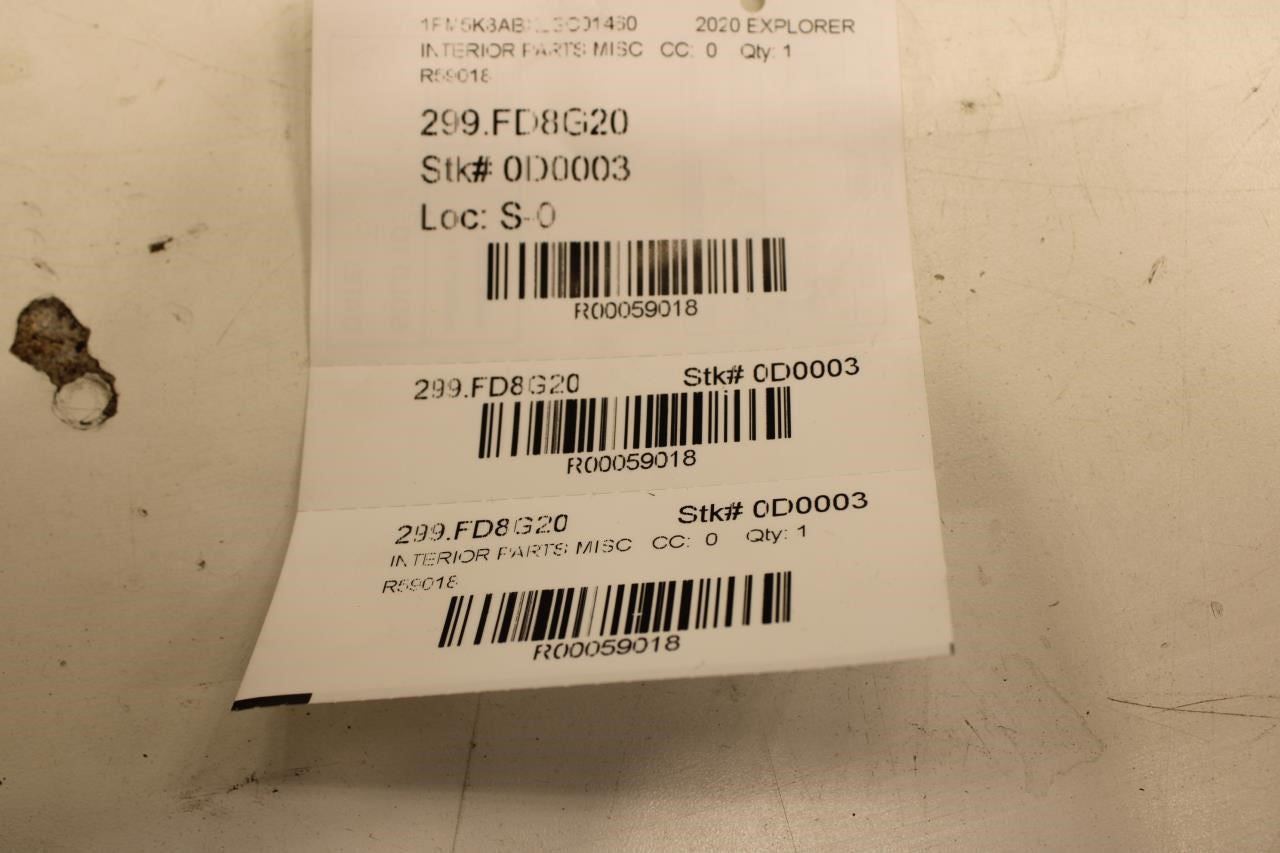 2020 EXPLORER
INTERIOR PARTS MISC CC: 0 Qty: 1
R59018
299.FD8G20
Stk# 0D0003
Loc: S-0
R00059018
299.FD8G20 Stk# 0D0003
R00059018
299.FD8G20 Stk# 0D0003
INTERIOR PARTS MISC CC: 0 Qty: 1
R59018
R00059018